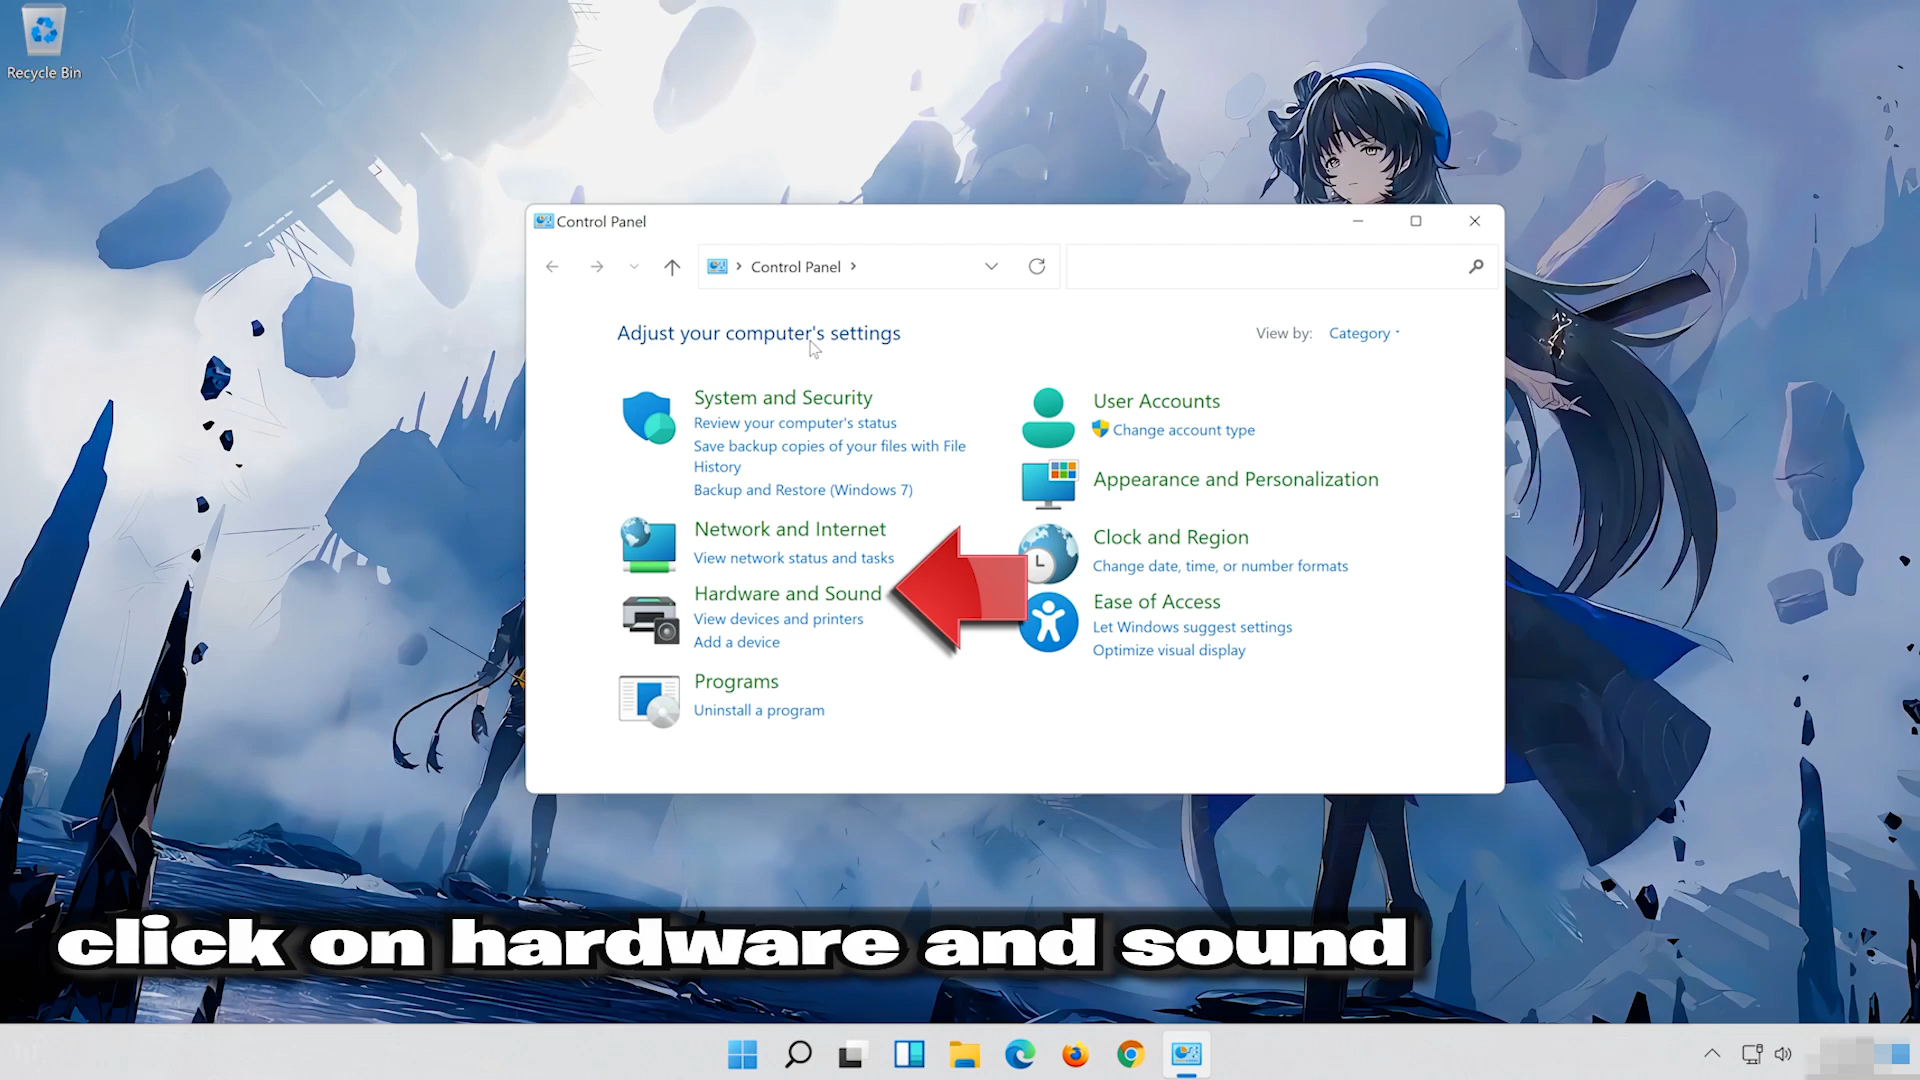 Recycle Bin
Control Panel
Control Panel
Adjust your computer's settings
View by: Category
System and Security
Review your computer's status
Save backup copies of your files with File
History
Backup and Restore (Windows 7)
Network and Internet
View network status and tasks
Hardware and Sound
View devices and printers
Add a device
Programs
Uninstall a program
User Accounts
Change account type
Appearance and Personalization
Clock and Region
Change date, time, or number formats
Ease of Access
Let Windows suggest settings
Optimize visual display
click on hardware and sound